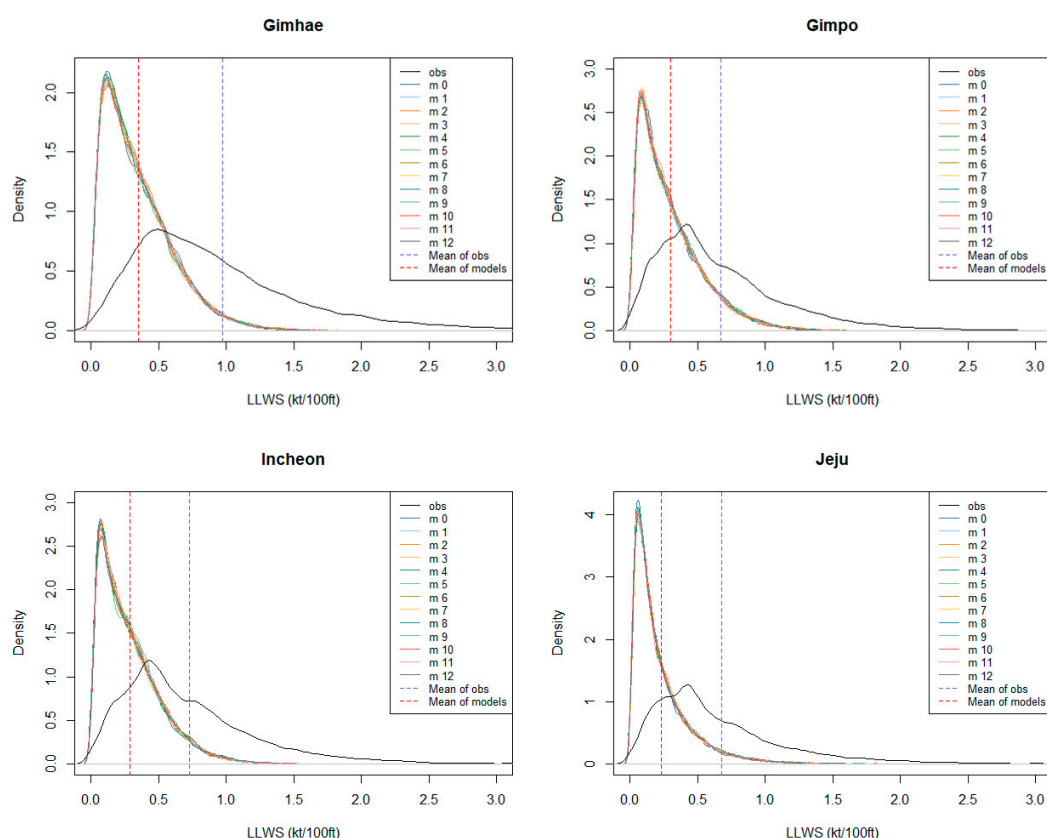 Gimhae
Density
0.0 0.5 1.0 1.5 2.0
obs
m 0
m 1
m 2
m 3
m 4
m 5
m 6
m 7
m 8
m 9
m 10
m 11
m 12
Mean of obs
Mean of models
0.0 0.5 1.0 1.5 2.0 2.5 3.0
LLWS (kt/100ft)
Gimpo
Density
0.0 0.5 1.0 1.5 2.0 2.5 3.0
obs
m 0
m 1
m 2
m 3
m 4
m 5
m 6
m 7
m 8
m 9
m 10
m 11
m 12
Mean of obs
Mean of models
0.0 0.5 1.0 1.5 2.0 2.5 3.0
LLWS (kt/100ft)
Incheon
Density
0.0 0.5 1.0 1.5 2.0 2.5 3.0
obs
m 0
m 1
m 2
m 3
m 4
m 5
m 6
m 7
m 8
m 9
m 10
m 11
m 12
Mean of obs
Mean of models
0.0 0.5 1.0 1.5 2.0 2.5 3.0
LLWS (kt/100ft)
Jeju
Density
0 1 2 3 4
obs
m 0
m 1
m 2
m 3
m 4
m 5
m 6
m 7
m 8
m 9
m 10
m 11
m 12
Mean of obs
Mean of models
0.0 0.5 1.0 1.5 2.0 2.5 3.0
LLWS (kt/100ft)